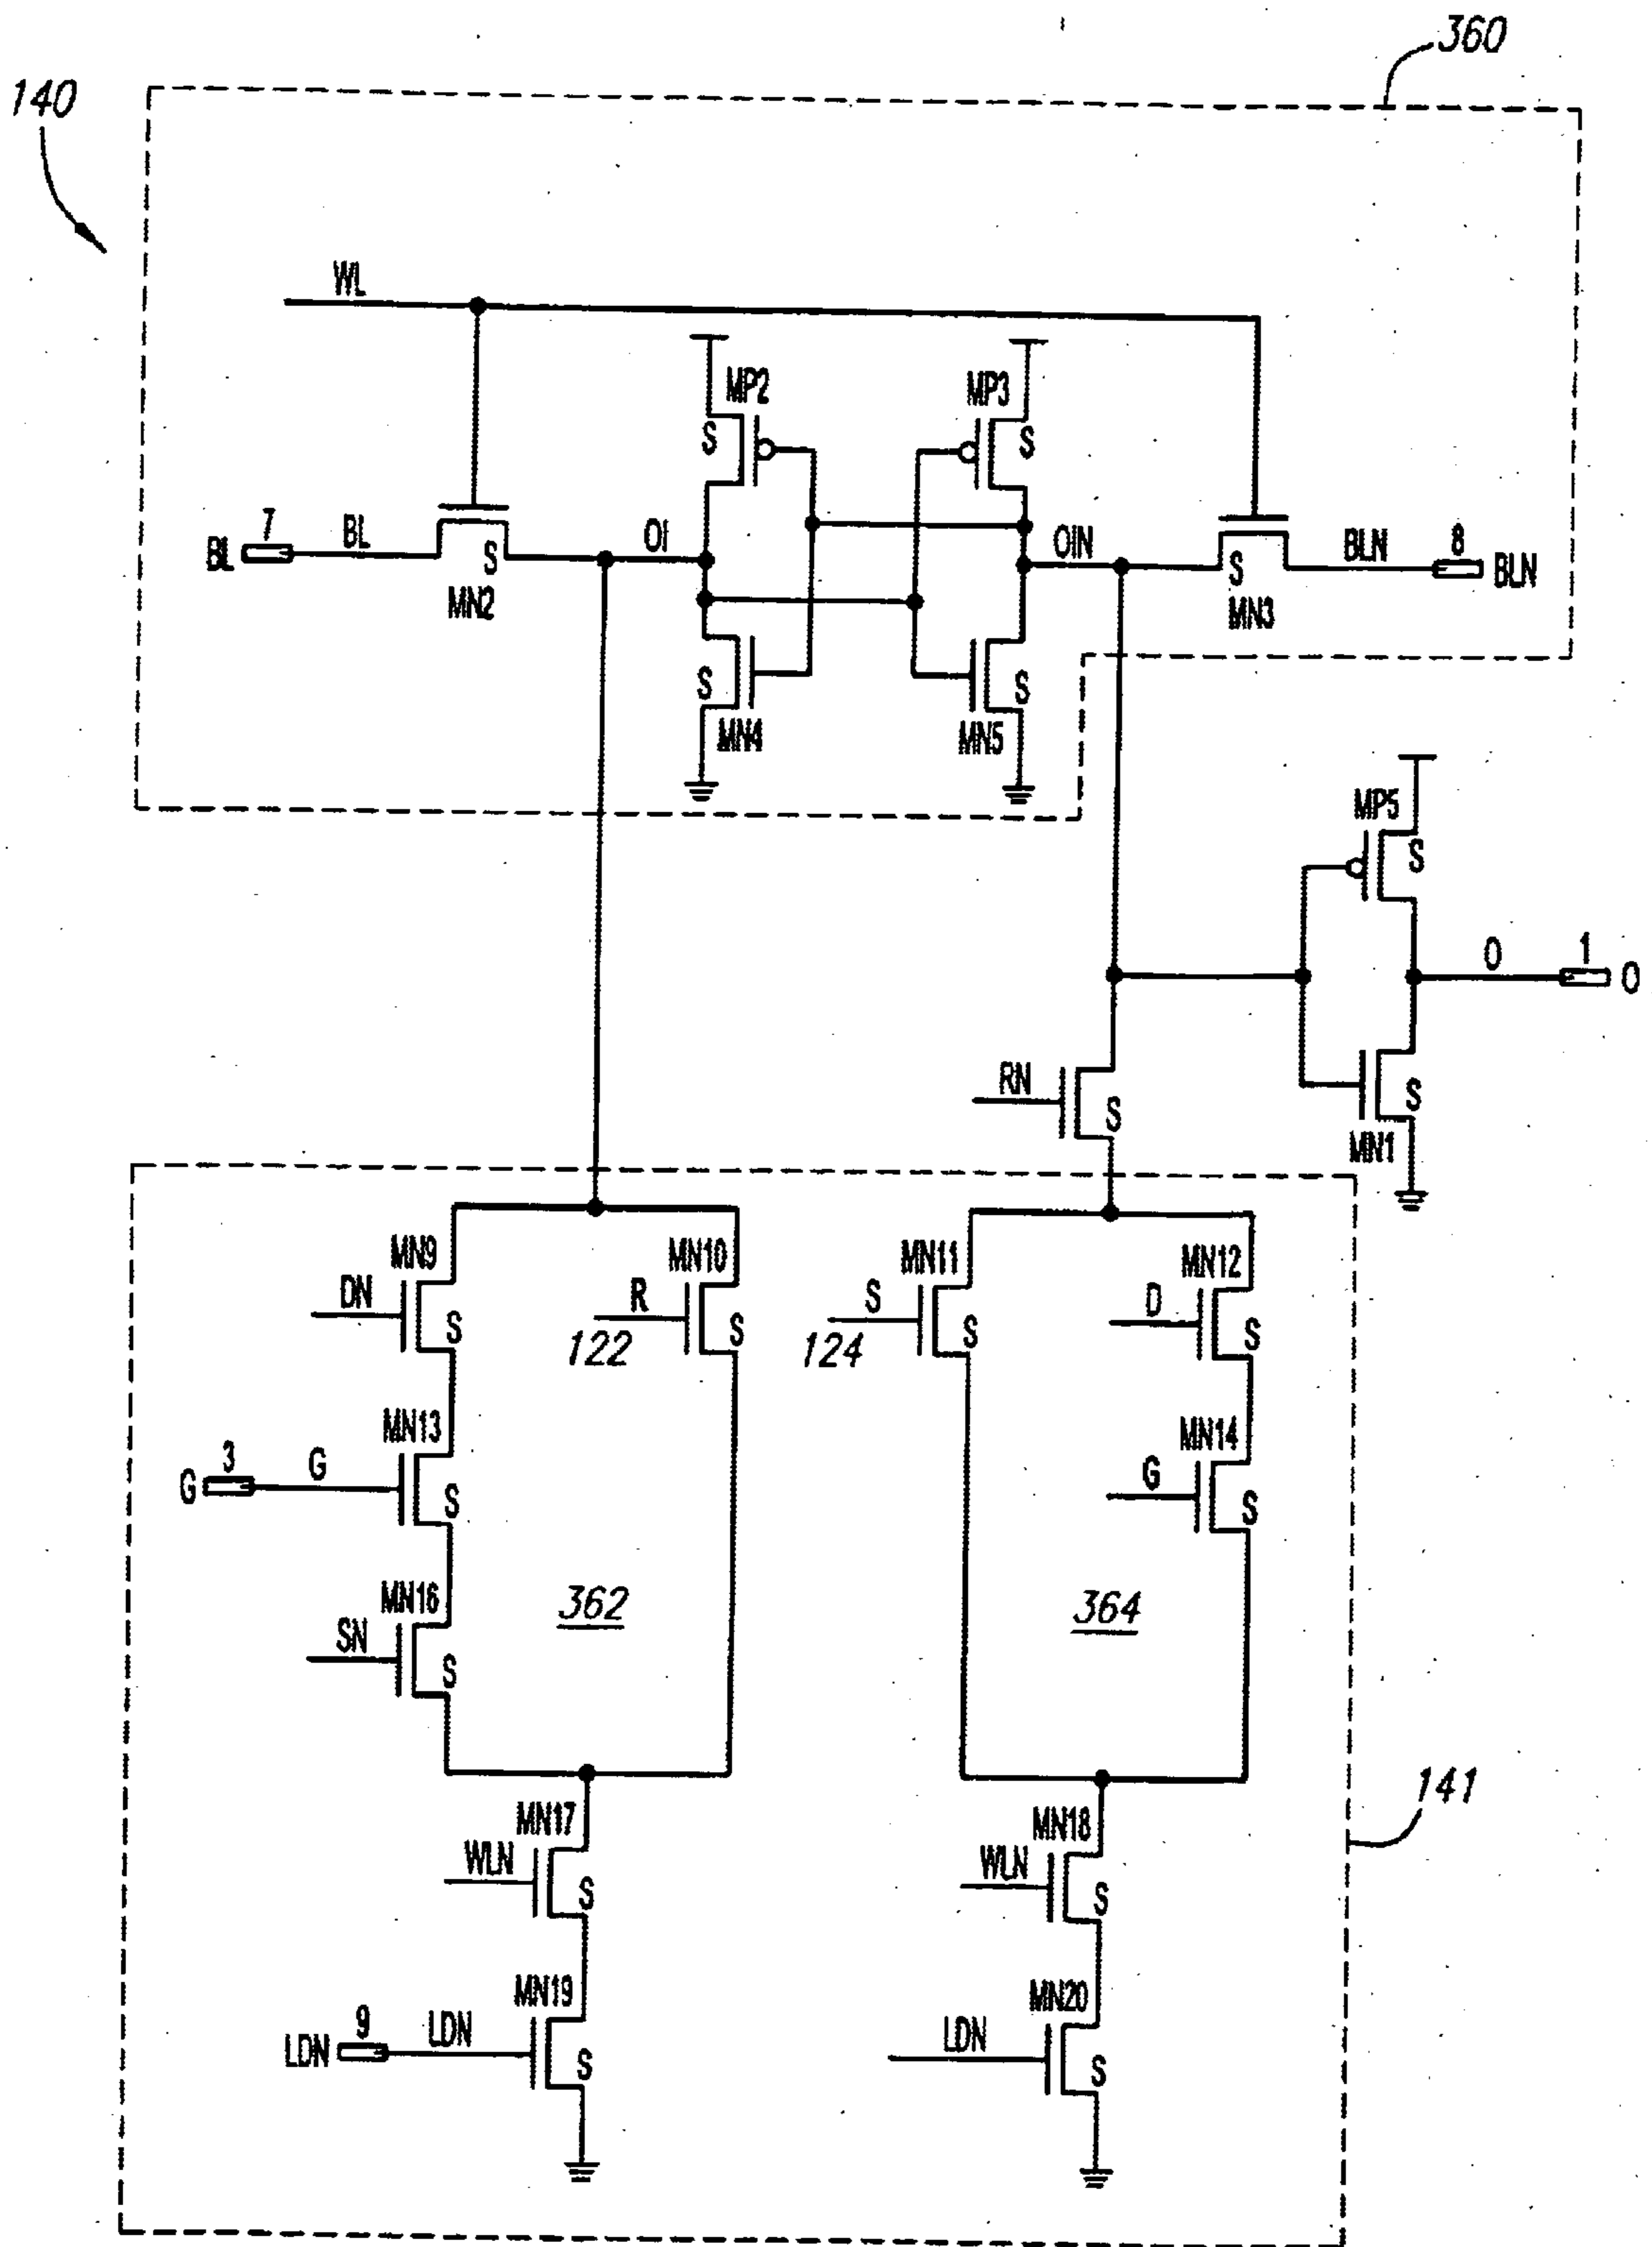 360
140
WL
MP2
MP3
S
S
7
BL
BL
S
MN2
OI
OIN
S
MN3
BLN
8
BLN
S
MN4
S
MN5
MP5
S
O
1
O
RN
S
S
MN1
MN9
DN
S
MN10
R
S
122
MN11
S
S
124
MN12
D
S
MN13
3
G
G
S
MN14
G
S
MN16
SN
S
362
364
MN17
WLN
S
MN18
WLN
S
141
MN19
9
LDN
LDN
S
MN20
LDN
S